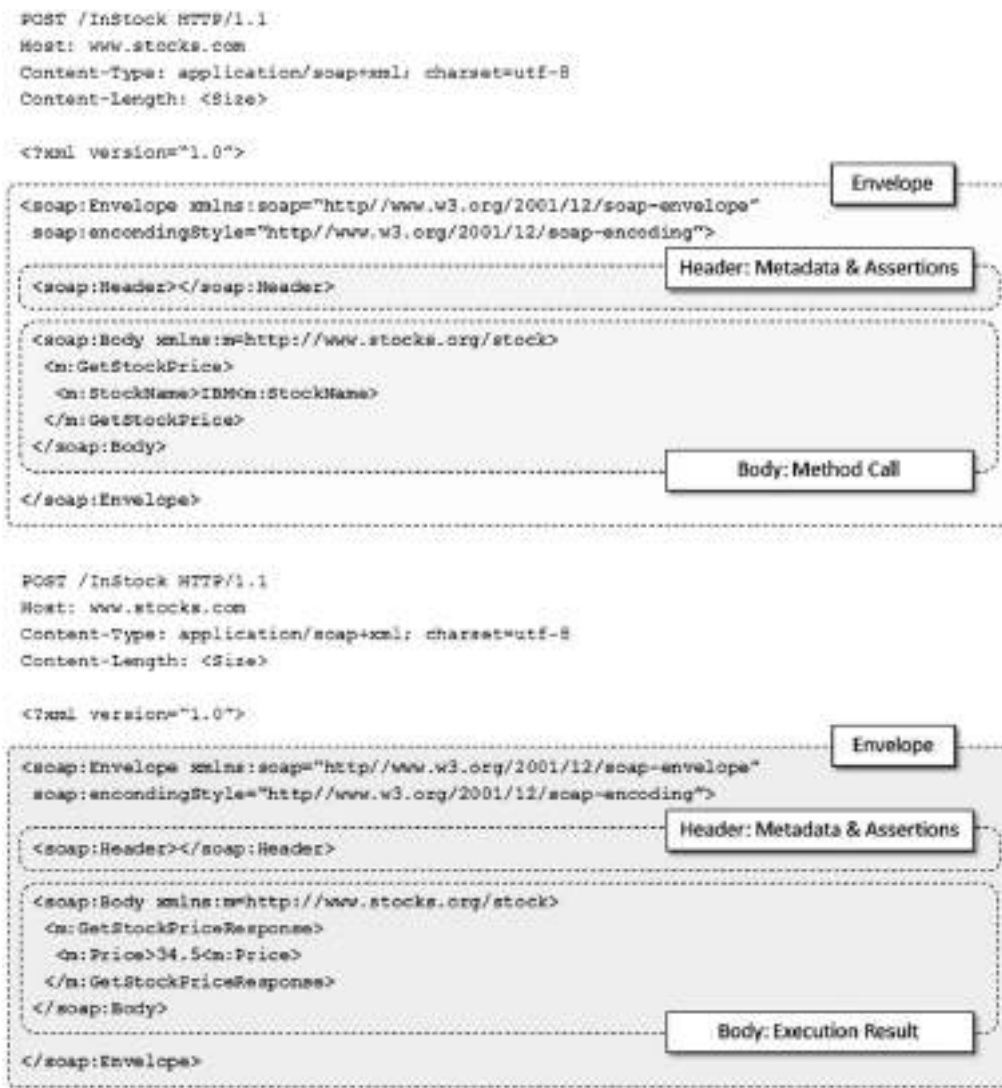 POST /InStock HTTP/1.1
Host: www.stocks.com
Content-Type: application/soap+xml; charset=utf-8
Content-Length: <Size>
<?xml version="1.0">
Envelope
<soap:Envelope xmlns:soap="http//www.w3.org/2001/12/soap-envelope"
soap:encondingStyle="http//www.w3.org/2001/12/soap-encoding">
Header: Metadata & Assertions
<soap:Header></soap:Header>
<soap:Body xmlns:m=http://www.stocks.org/stock>
<m:GetStockPrice>
<m:StockName>IBM<m:StockName>
</m:GetStockPrice>
</soap:Body>
Body: Method Call
</soap:Envelope>
POST /InStock HTTP/1.1
Host: www.stocks.com
Content-Type: application/soap+xml; charset=utf-8
Content-Length: <Size>
<?xml version="1.0">
Envelope
<soap:Envelope xmlns:soap="http//www.w3.org/2001/12/soap-envelope"
soap:encondingStyle="http//www.w3.org/2001/12/soap-encoding">
Header: Metadata & Assertions
<soap:Header></soap:Header>
<soap:Body xmlns:m=http://www.stocks.org/stock>
<m:GetStockPriceResponse>
<m:Price>34.5<m:Price>
</m:GetStockPriceResponse>
</soap:Body>
Body: Execution Result
</soap:Envelope>